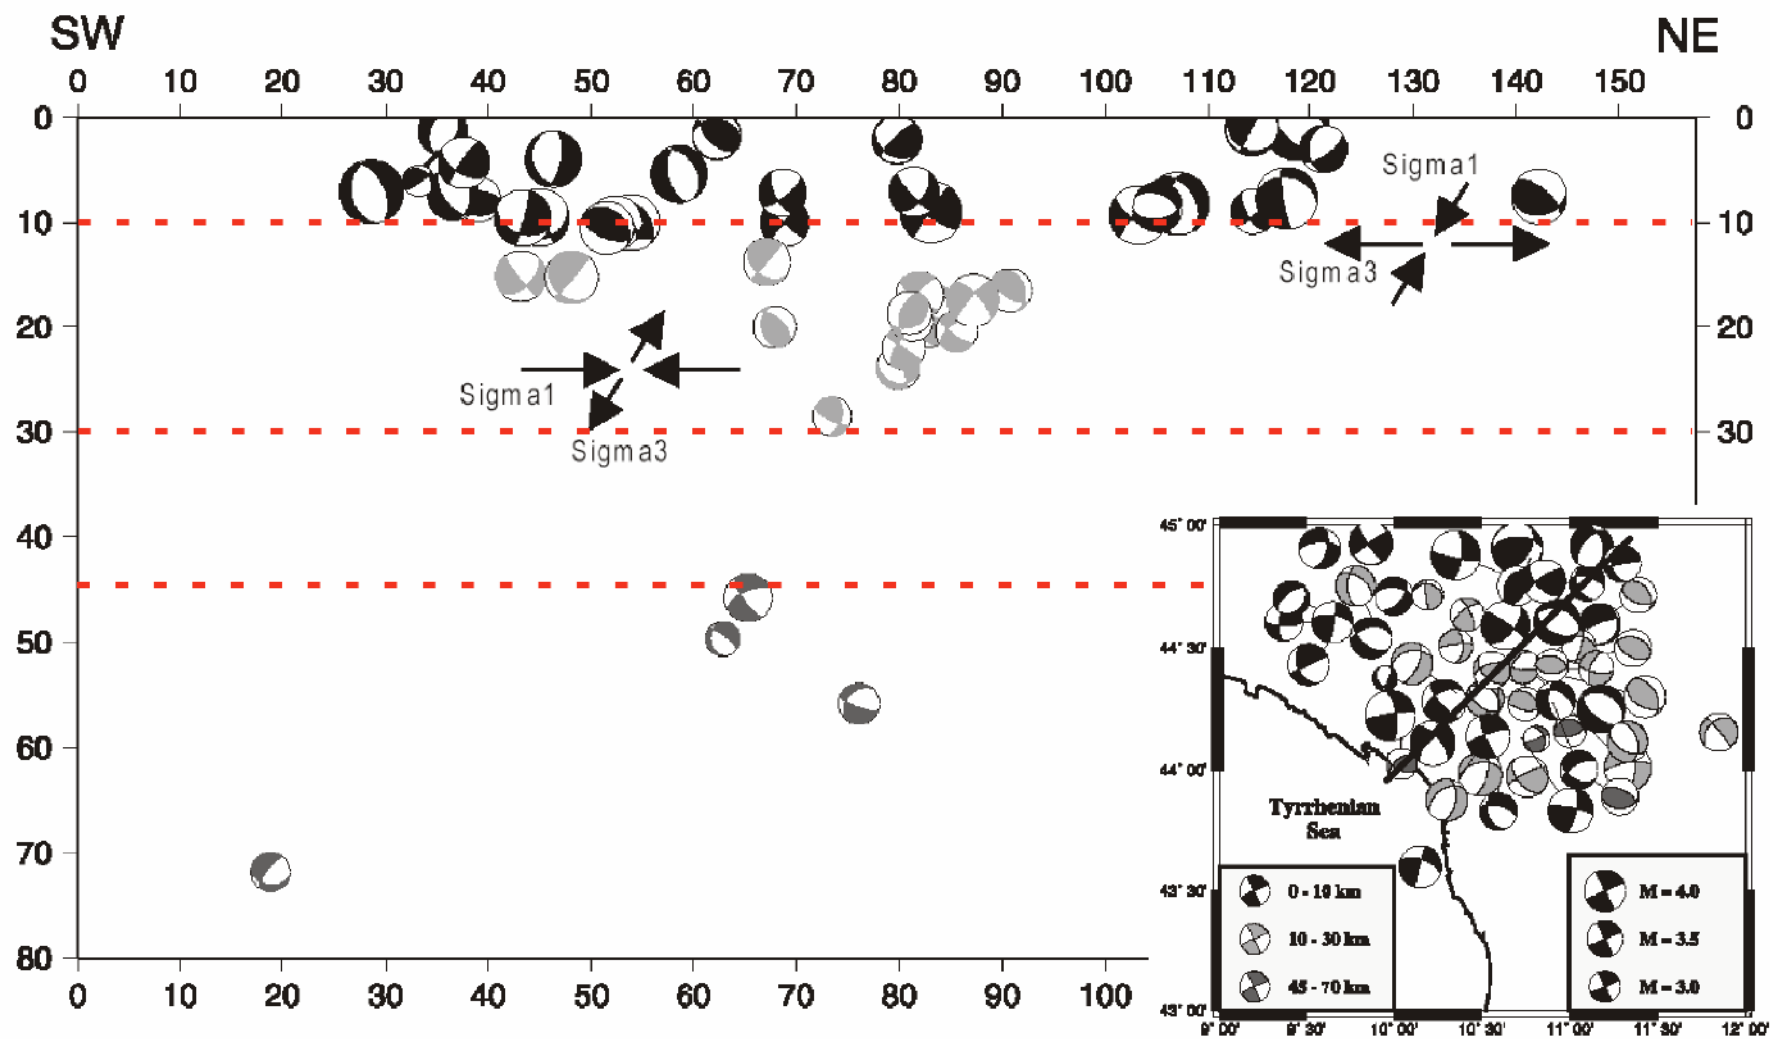 SW NE
0 10 20 30 40 50 60 70 80 90 100 110 120 130 140 150
0 0
Sigma1
10 10
Sigma3
20 20
Sigma1
30 30
Sigma3
40
50
60
70
80
0 10 20 30 40 50 60 70 80 90 100
45° 00'
44° 30'
44° 00'
43° 30'
43° 00'
Tyrrhenian
Sea
0 - 10 km
10 - 30 km
45 - 70 km
M = 4.0
M = 3.5
M = 3.0
9° 00' 9° 30' 10° 00' 10° 30' 11° 00' 11° 30' 12° 00'